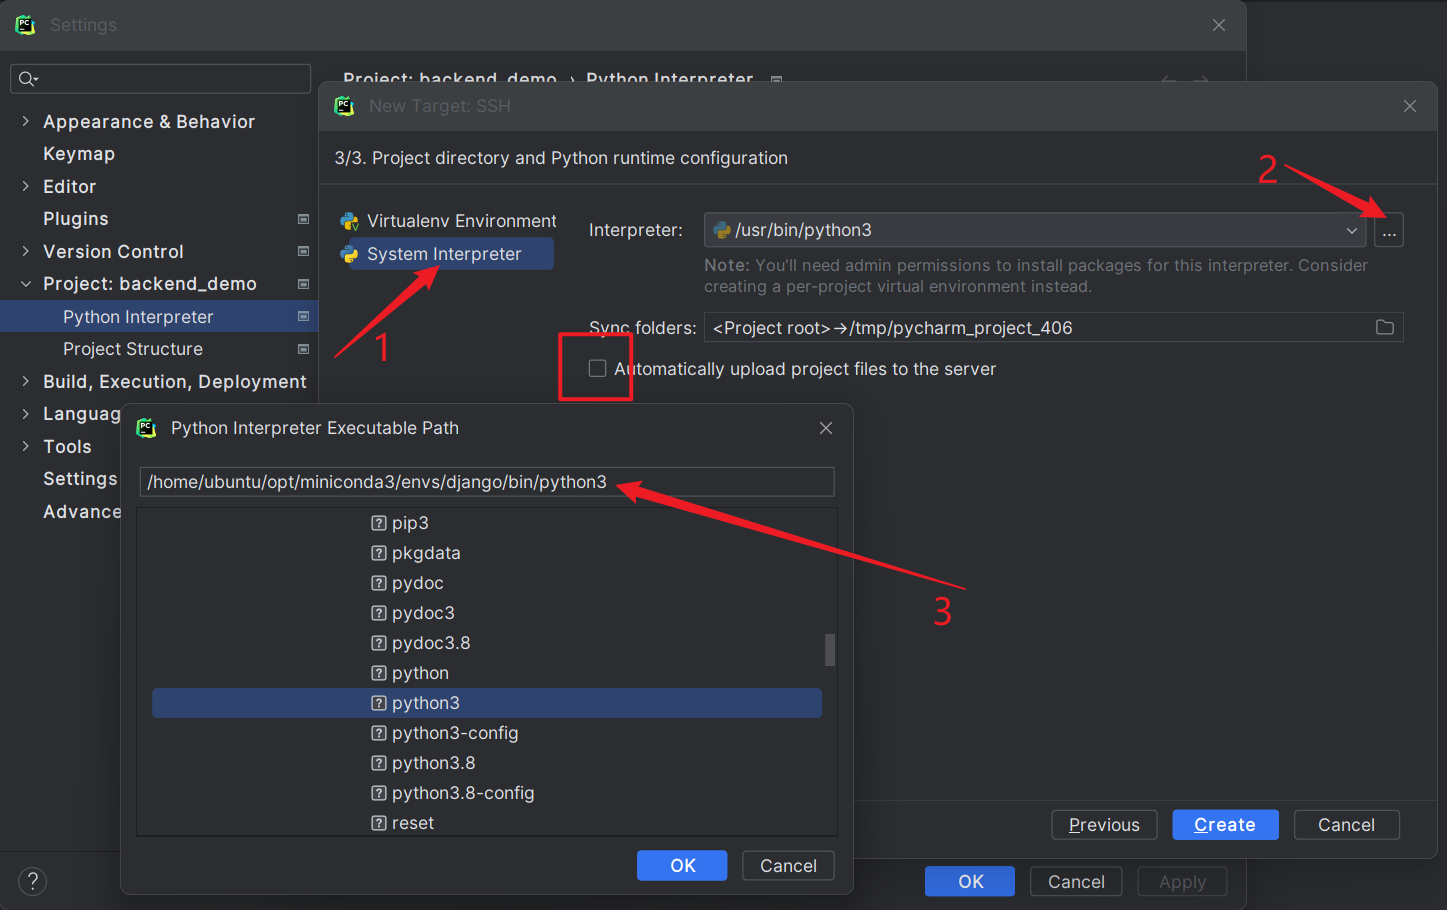 Settings
Project: backend_demo › Python Interpreter
Appearance & Behavior
Keymap
Editor
Plugins
Version Control
Project: backend_demo
Python Interpreter
Project Structure
Build, Execution, Deployment
Languag
Tools
Settings
Advance
New Target: SSH
3/3. Project directory and Python runtime configuration
Virtualenv Environment
System Interpreter
1
2
Interpreter: /usr/bin/python3
...
Note: You'll need admin permissions to install packages for this interpreter. Consider
creating a per-project virtual environment instead.
Sync folders: <Project root>→/tmp/pycharm_project_406
Automatically upload project files to the server
Python Interpreter Executable Path
/home/ubuntu/opt/miniconda3/envs/django/bin/python3
3
pip3
pkgdata
pydoc
pydoc3
pydoc3.8
python
python3
python3-config
python3.8
python3.8-config
reset
OK Cancel
Previous Create Cancel
? OK Cancel Apply